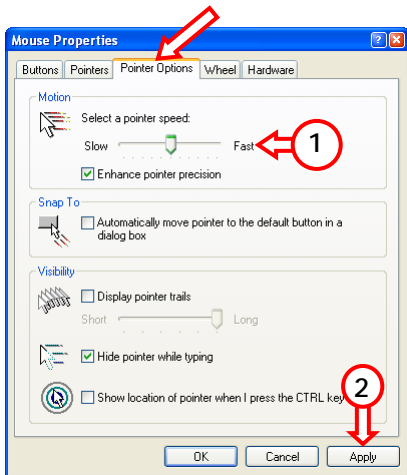 Mouse Properties
Buttons Pointers Pointer Options Wheel Hardware
Motion
Select a pointer speed:
Slow Fast 1
Enhance pointer precision
Snap To
Automatically move pointer to the default button in a
dialog box
Visibility
Display pointer trails
Short Long
Hide pointer while typing
2
Show location of pointer when I press the CTRL key
OK Cancel Apply